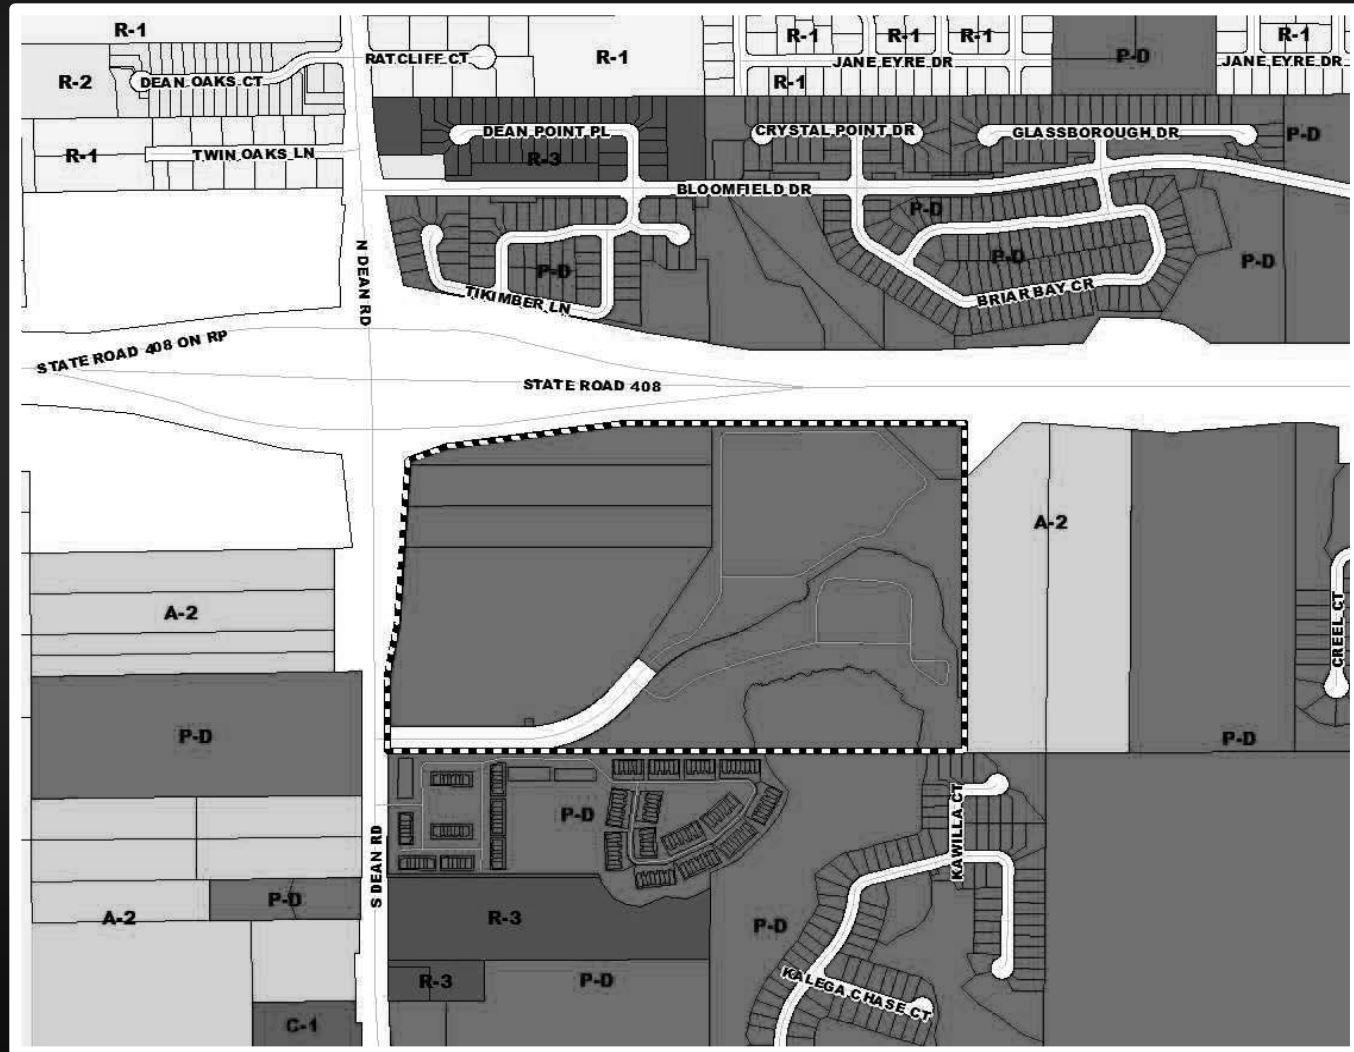 R-1
RATCLIFF CT
R-1
R-1
R-1
R-1
P-D
R-1
JANE EYRE DR
JANE EYRE DR
R-2
DEAN OAKS CT
R-1
DEAN POINT PL
CRYSTAL POINT DR
GLASSBOROUGH DR
P-D
R-1
TWIN OAKS LN
R-3
BLOOMFIELD DR
P-D
N DEAN RD
P-D
P-D
P-D
TIKIMBER LN
BRIAR BAY CR
STATE ROAD 408 ON RP
STATE ROAD 408
A-2
A-2
CREEL CT
P-D
P-D
P-D
KAWILLA CT
S DEAN RD
P-D
A-2
R-3
P-D
R-3
P-D
KALEGA CHASE CT
C-1